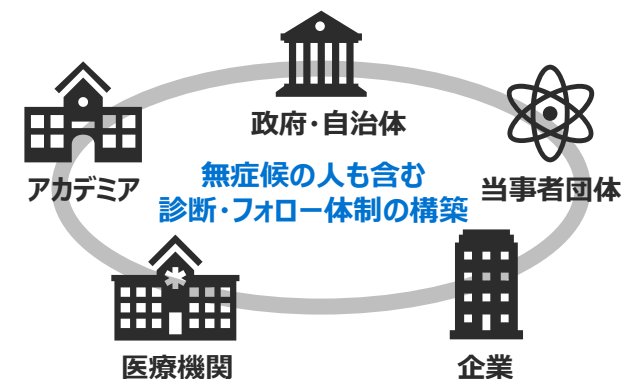 政府・自治体
アカデミア
無症候の人も含む
診断・フォロー体制の構築
当事者団体
医療機関
企業